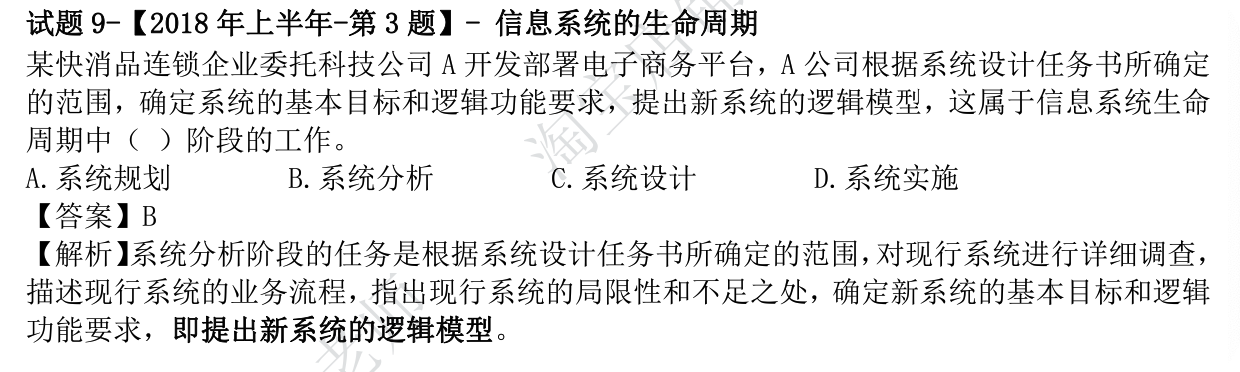 试题 9-【2018 年上半年-第 3 题】- 信息系统的生命周期
某快消品连锁企业委托科技公司 A 开发部署电子商务平台，A 公司根据系统设计任务书所确定
的范围，确定系统的基本目标和逻辑功能要求，提出新系统的逻辑模型，这属于信息系统生命
周期中（ ）阶段的工作。
A.系统规划 B.系统分析 C.系统设计 D.系统实施
【答案】B
【解析】系统分析阶段的任务是根据系统设计任务书所确定的范围，对现行系统进行详细调查，
描述现行系统的业务流程，指出现行系统的局限性和不足之处，确定新系统的基本目标和逻辑
功能要求，即提出新系统的逻辑模型。
淘宝店铺
老师